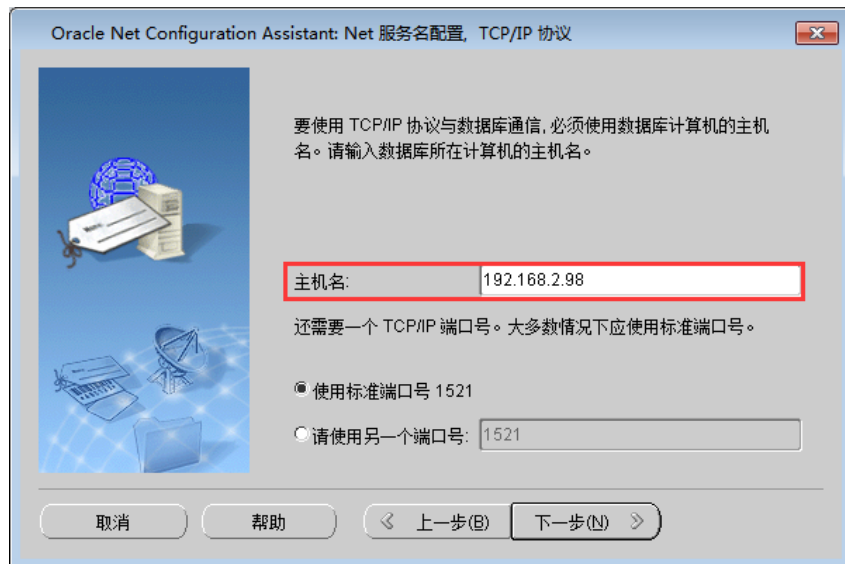 Oracle Net Configuration Assistant: Net 服务名配置, TCP/IP 协议
要使用 TCP/IP 协议与数据库通信, 必须使用数据库计算机的主机
名。请输入数据库所在计算机的主机名。
主机名: 192.168.2.98
还需要一个 TCP/IP 端口号。大多数情况下应使用标准端口号。
使用标准端口号 1521
请使用另一个端口号: 1521
取消 帮助 上一步(B) 下一步(N)